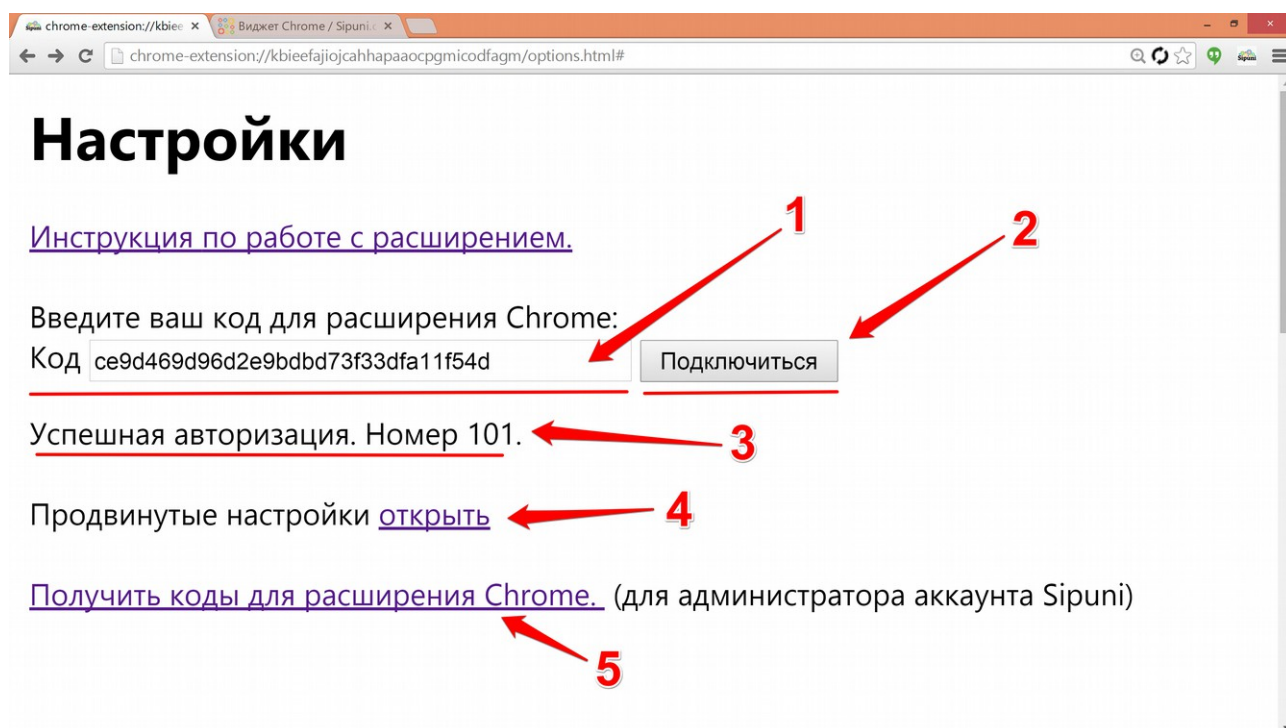 chrome-extension://kbiee
Виджет Chrome / Sipuni.c
chrome-extension://kbieefajiojcahhapaaocpgmicodfagm/options.html#
Sipuni
Настройки
1
2
Инструкция по работе с расширением.
Введите ваш код для расширения Chrome:
Код ce9d469d96d2e9bdbd73f33dfa11f54d Подключиться
Успешная авторизация. Номер 101.
3
Продвинутые настройки открыть
4
Получить коды для расширения Chrome. (для администратора аккаунта Sipuni)
5